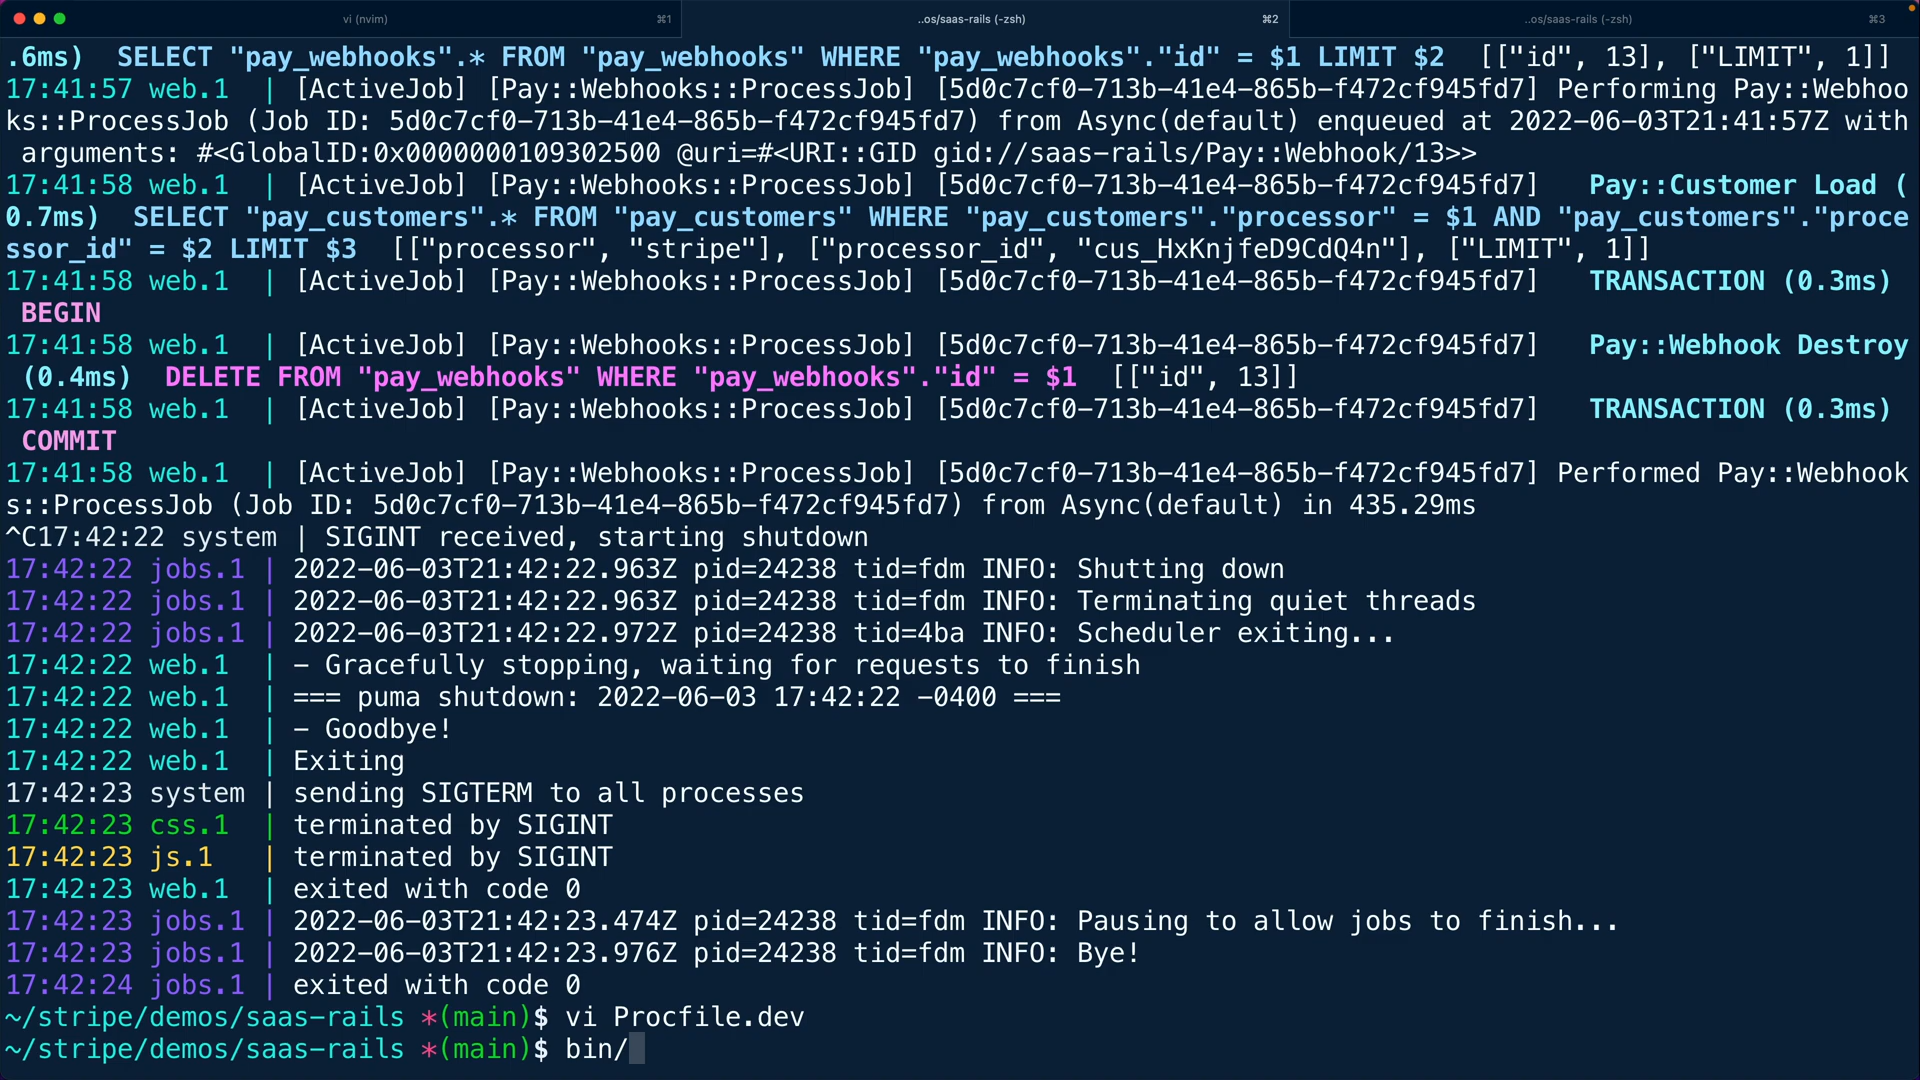 vi (nvim) ⌘1 ..os/saas-rails (-zsh) ⌘2 ..os/saas-rails (-zsh) ⌘3
.6ms)  SELECT "pay_webhooks".* FROM "pay_webhooks" WHERE "pay_webhooks"."id" = $1 LIMIT $2  [["id", 13], ["LIMIT", 1]]
17:41:57 web.1  | [ActiveJob] [Pay::Webhooks::ProcessJob] [5d0c7cf0-713b-41e4-865b-f472cf945fd7] Performing Pay::Webhoo
ks::ProcessJob (Job ID: 5d0c7cf0-713b-41e4-865b-f472cf945fd7) from Async(default) enqueued at 2022-06-03T21:41:57Z with
 arguments: #<GlobalID:0x0000000109302500 @uri=#<URI::GID gid://saas-rails/Pay::Webhook/13>>
17:41:58 web.1  | [ActiveJob] [Pay::Webhooks::ProcessJob] [5d0c7cf0-713b-41e4-865b-f472cf945fd7]   Pay::Customer Load (
0.7ms)  SELECT "pay_customers".* FROM "pay_customers" WHERE "pay_customers"."processor" = $1 AND "pay_customers"."proce
ssor_id" = $2 LIMIT $3  [["processor", "stripe"], ["processor_id", "cus_HxKnjfeD9CdQ4n"], ["LIMIT", 1]]
17:41:58 web.1  | [ActiveJob] [Pay::Webhooks::ProcessJob] [5d0c7cf0-713b-41e4-865b-f472cf945fd7]   TRANSACTION (0.3ms)
 BEGIN
17:41:58 web.1  | [ActiveJob] [Pay::Webhooks::ProcessJob] [5d0c7cf0-713b-41e4-865b-f472cf945fd7]   Pay::Webhook Destroy
 (0.4ms)  DELETE FROM "pay_webhooks" WHERE "pay_webhooks"."id" = $1  [["id", 13]]
17:41:58 web.1  | [ActiveJob] [Pay::Webhooks::ProcessJob] [5d0c7cf0-713b-41e4-865b-f472cf945fd7]   TRANSACTION (0.3ms)
 COMMIT
17:41:58 web.1  | [ActiveJob] [Pay::Webhooks::ProcessJob] [5d0c7cf0-713b-41e4-865b-f472cf945fd7] Performed Pay::Webhook
s::ProcessJob (Job ID: 5d0c7cf0-713b-41e4-865b-f472cf945fd7) from Async(default) in 435.29ms
^C17:42:22 system | SIGINT received, starting shutdown
17:42:22 jobs.1 | 2022-06-03T21:42:22.963Z pid=24238 tid=fdm INFO: Shutting down
17:42:22 jobs.1 | 2022-06-03T21:42:22.963Z pid=24238 tid=fdm INFO: Terminating quiet threads
17:42:22 jobs.1 | 2022-06-03T21:42:22.972Z pid=24238 tid=4ba INFO: Scheduler exiting...
17:42:22 web.1  | - Gracefully stopping, waiting for requests to finish
17:42:22 web.1  | === puma shutdown: 2022-06-03 17:42:22 -0400 ===
17:42:22 web.1  | - Goodbye!
17:42:22 web.1  | Exiting
17:42:23 system | sending SIGTERM to all processes
17:42:23 css.1  | terminated by SIGINT
17:42:23 js.1   | terminated by SIGINT
17:42:23 web.1  | exited with code 0
17:42:23 jobs.1 | 2022-06-03T21:42:23.474Z pid=24238 tid=fdm INFO: Pausing to allow jobs to finish...
17:42:23 jobs.1 | 2022-06-03T21:42:23.976Z pid=24238 tid=fdm INFO: Bye!
17:42:24 jobs.1 | exited with code 0
~/stripe/demos/saas-rails *(main)$ vi Procfile.dev
~/stripe/demos/saas-rails *(main)$ bin/